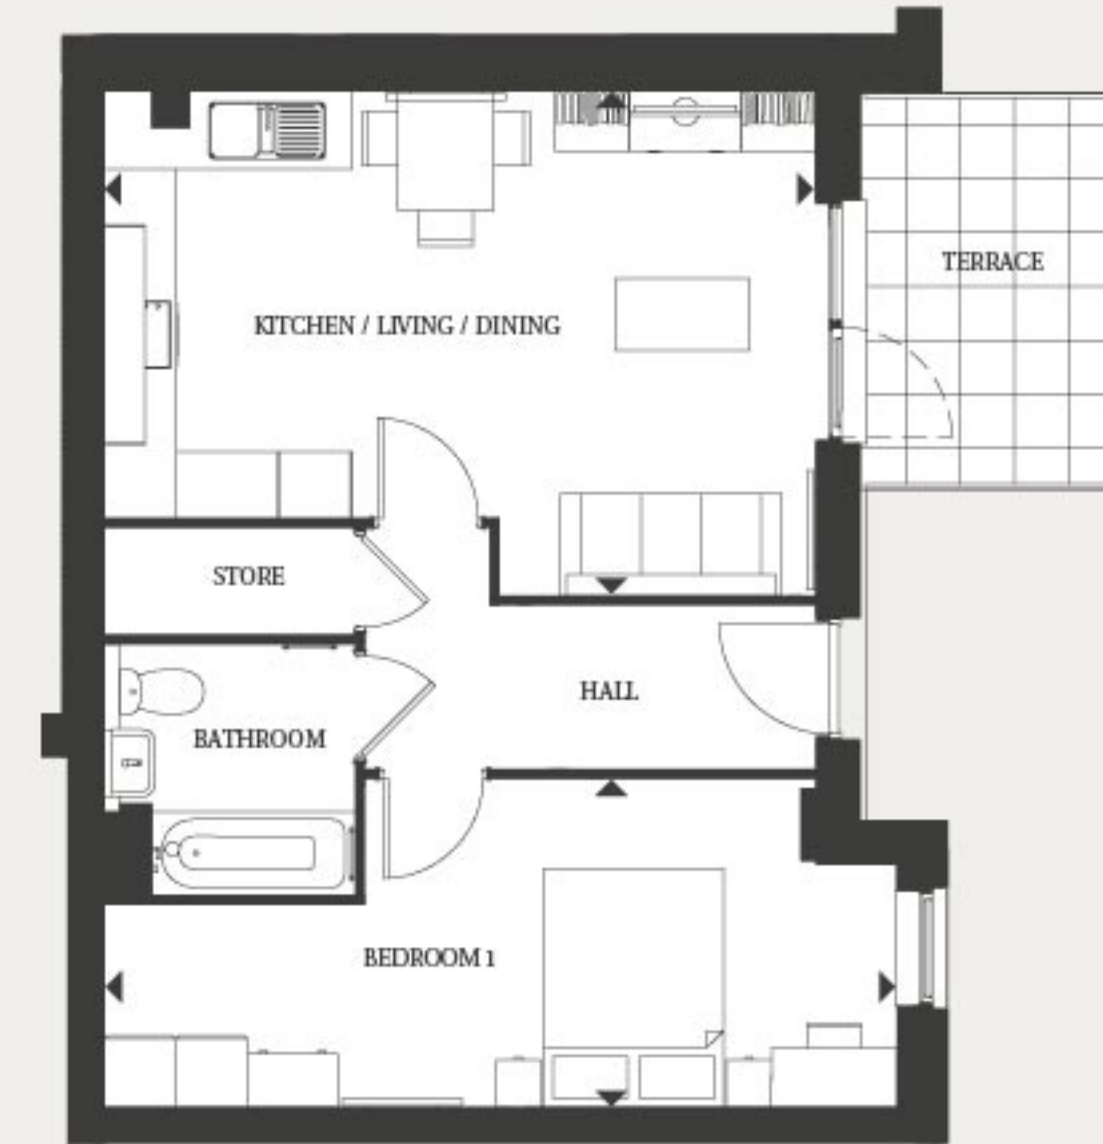 TERRACE
KITCHEN / LIVING / DINING
STORE
HALL
BATHROOM
BEDROOM 1